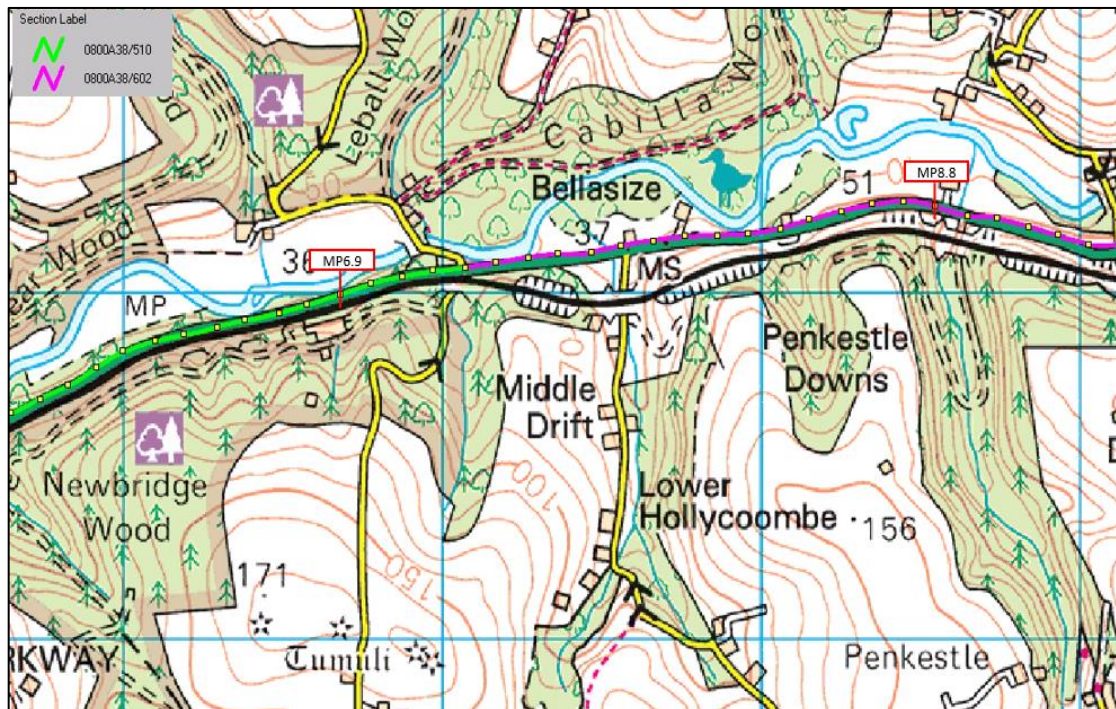 Section Label
0800A38/510
0800A38/602
Leball Wo
Cabilla Wo
Bellasize
51
MP8.8
37
MS
36
MP6.9
ear Wood
MP
Penkestle
Downs
Middle
Drift
Newbridge
Wood
Lower
Hollycoombe
156
100
150
171
RKWAY
Tumuli
Penkestle